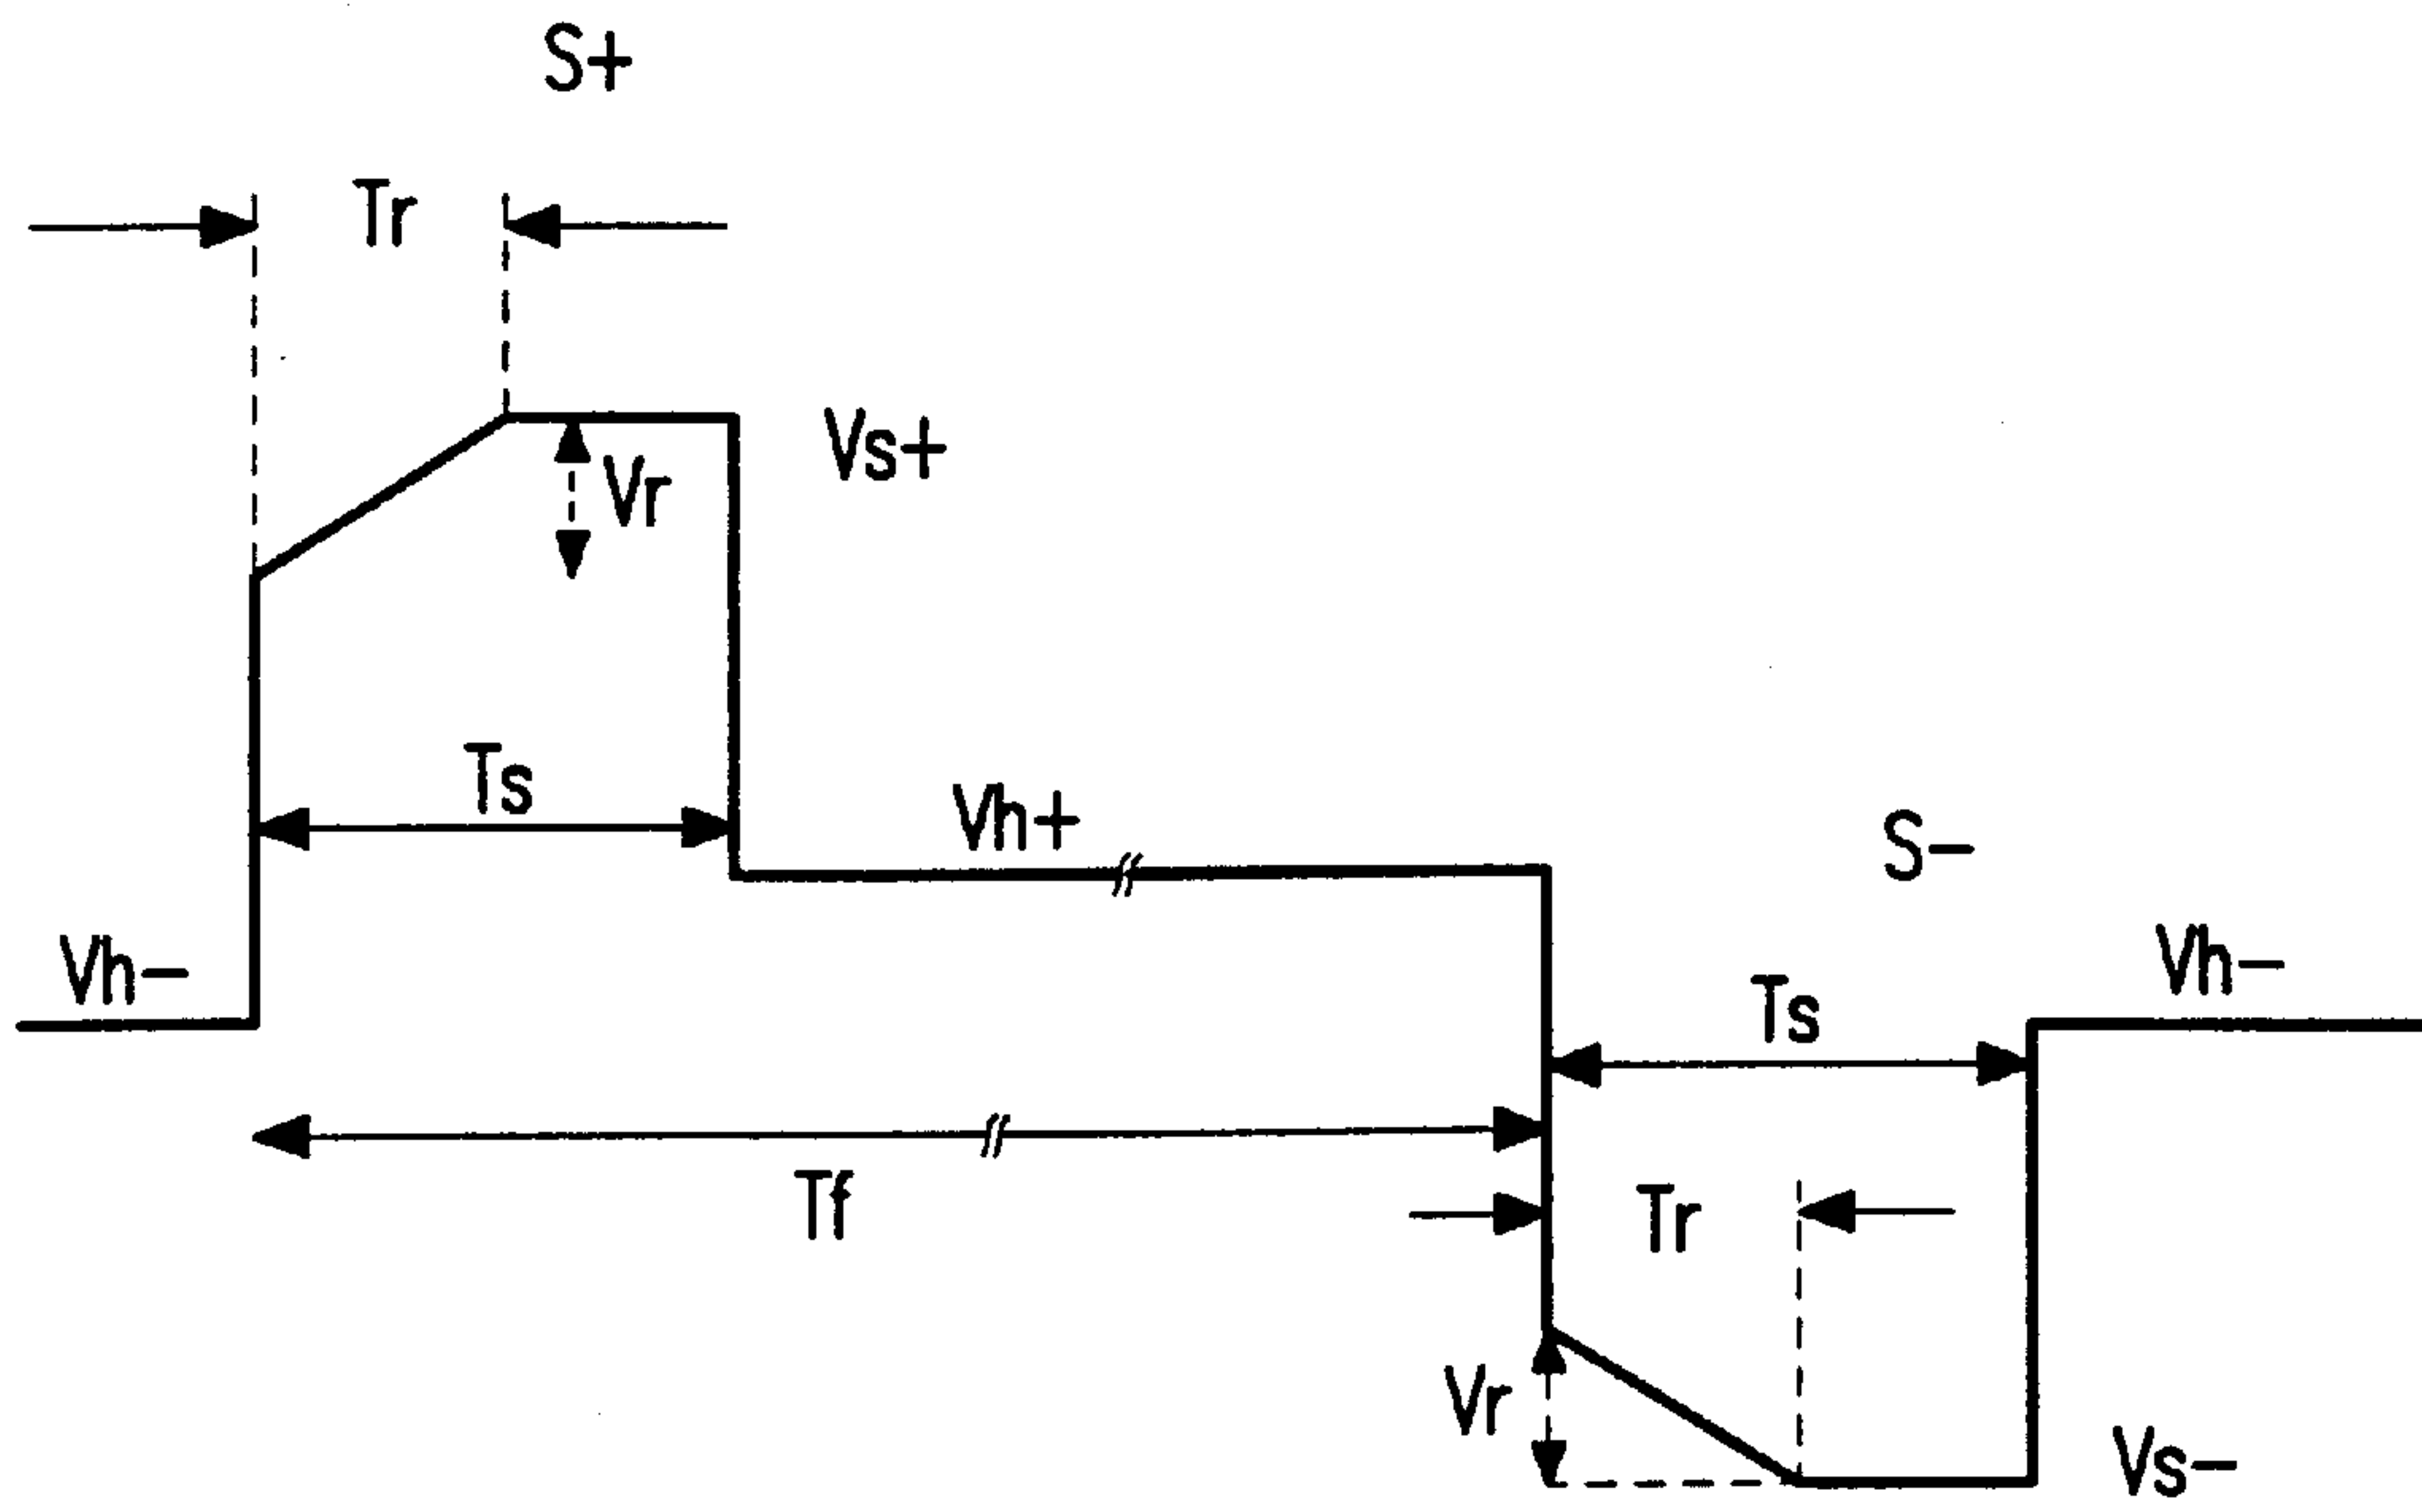 S+
Tr
Vs+
Vr
Ts
Vh+
S-
Vh-
Vh-
Ts
Tf
Tr
Vr
Vs-